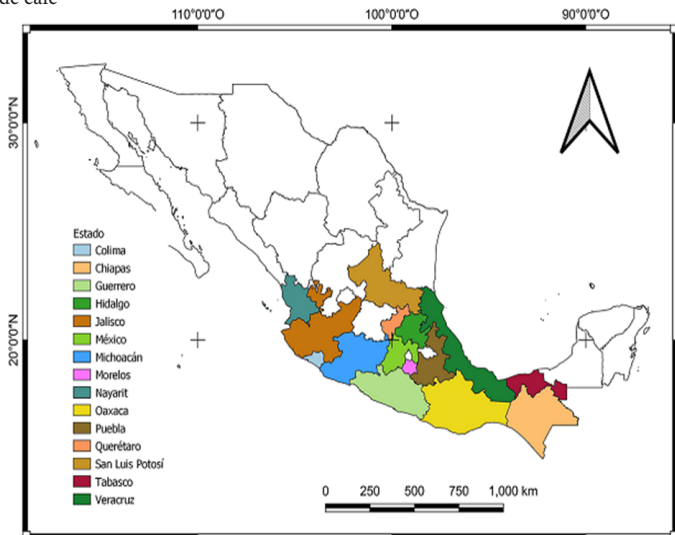 de café
110°0'0"O 100°0'0"O 90°0'0"O
30°0'0"N
20°0'0"N
Estado
Colima
Chiapas
Guerrero
Hidalgo
Jalisco
México
Michoacán
Morelos
Nayarit
Oaxaca
Puebla
Querétaro
San Luis Potosí
Tabasco
Veracruz
0 250 500 750 1,000 km